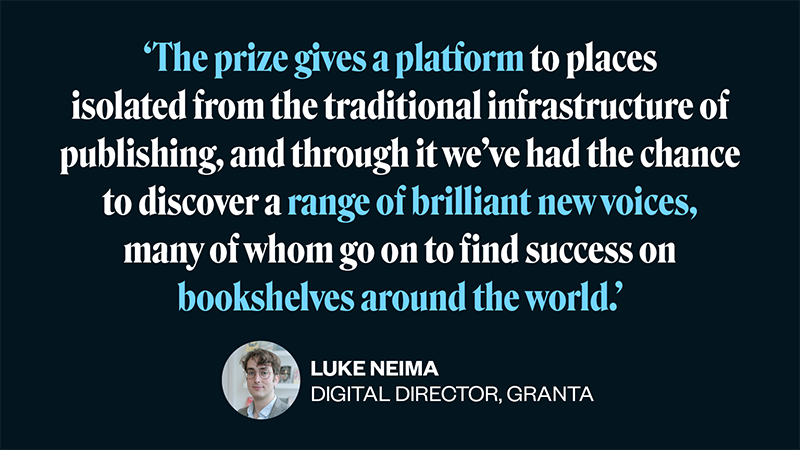 ‘The prize gives a platform to places
isolated from the traditional infrastructure of
publishing, and through it we’ve had the chance
to discover a range of brilliant new voices,
many of whom go on to find success on
bookshelves around the world.’
LUKE NEIMA
DIGITAL DIRECTOR, GRANTA